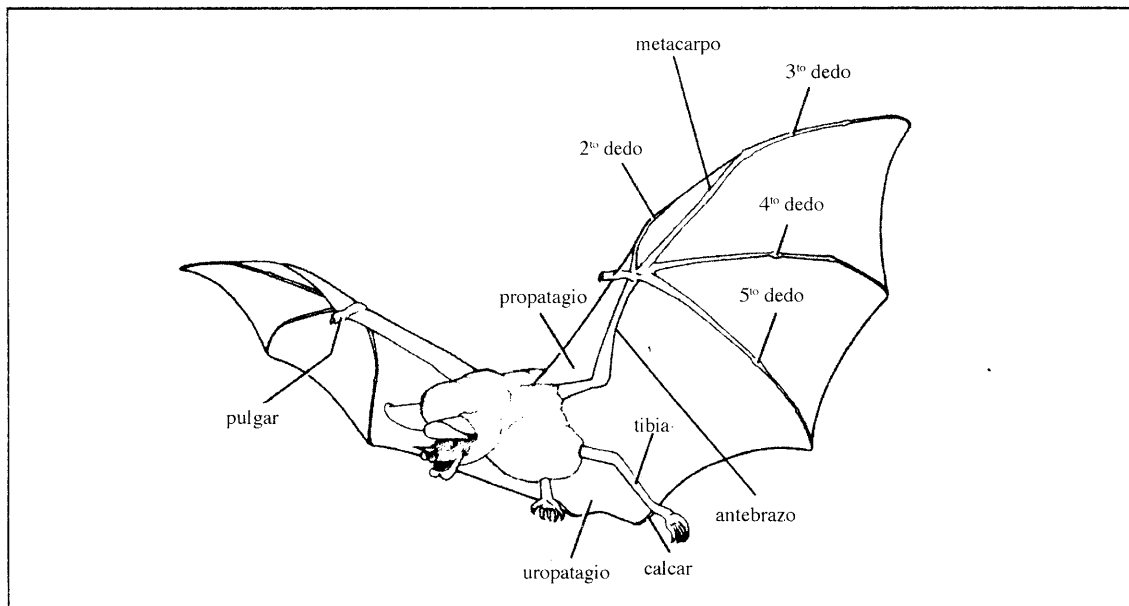 metacarpo
3ᵗᵒ dedo
2ᵗᵒ dedo
4ᵗᵒ dedo
propatagio
5ᵗᵒ dedo
pulgar
tibia
antebrazo
uropatagio
calcar